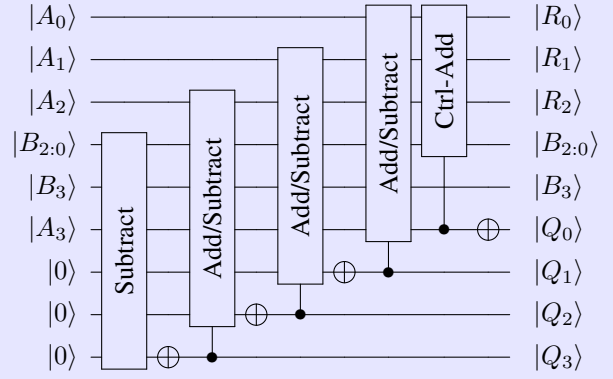 |A₀⟩ |R₀⟩
|A₁⟩ |R₁⟩
|A₂⟩ |R₂⟩
|B₂:₀⟩ |B₂:₀⟩
|B₃⟩ |B₃⟩
|A₃⟩ |Q₀⟩
|0⟩ |Q₁⟩
|0⟩ |Q₂⟩
|0⟩ |Q₃⟩
Subtract
Add/Subtract
Add/Subtract
Add/Subtract
Ctrl-Add